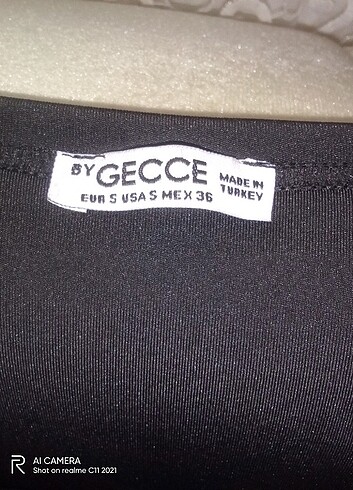 BY GECCE MADE IN
TURKEY
EUR S USA S MEX 36
AI CAMERA
Shot on realme C11 2021